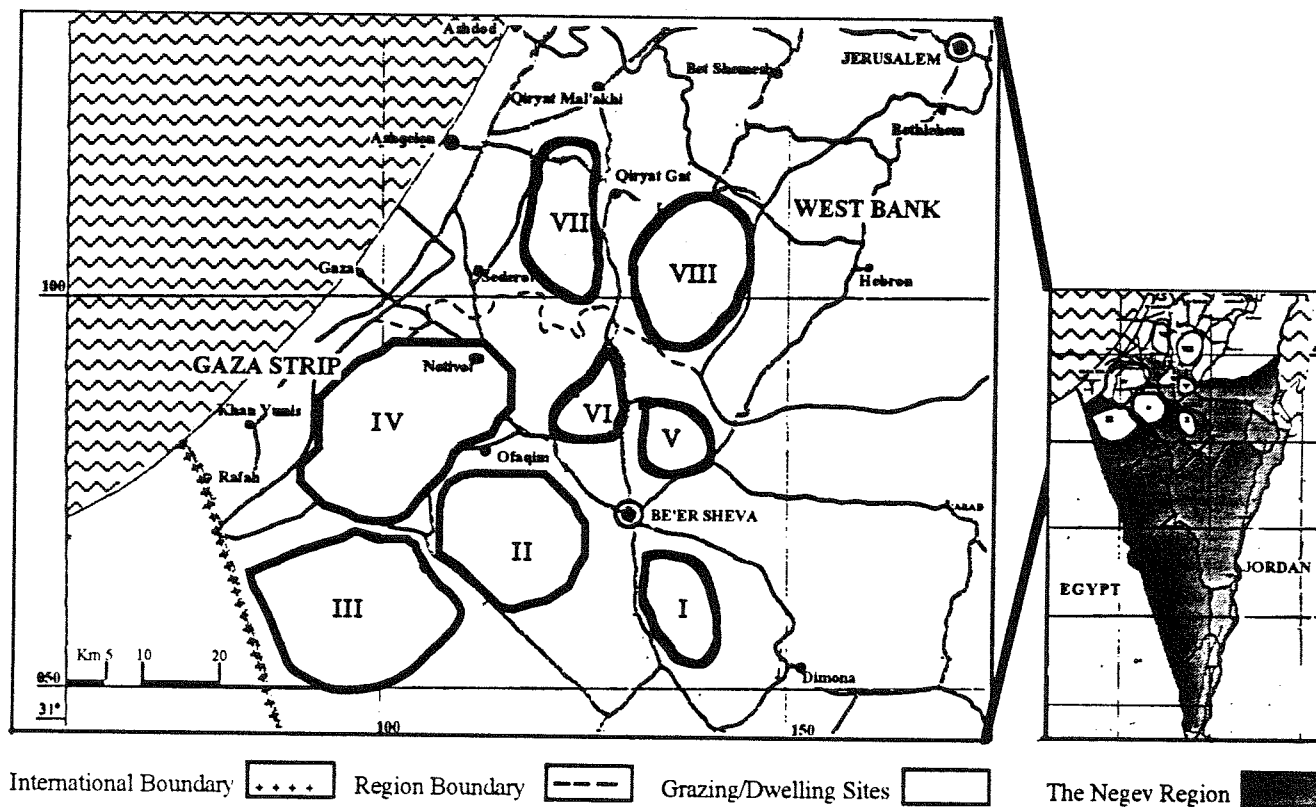 Ashdod
JERUSALEM
Bet Shemesh
Qiryat Mal'akhi
Bethlehem
Ashqelon
Qiryat Gat
WEST BANK
VII
VIII
Gaza
Sederot
Hebron
100
GAZA STRIP
Netivot
Khan Yunis
IV
VI
V
Ofaqim
Rafah
BE'ER SHEVA
ARAD
II
III
I
Km 5 10 20
Dimona
050
31°
100
150
EGYPT
JORDAN
International Boundary
Region Boundary
Grazing/Dwelling Sites
The Negev Region